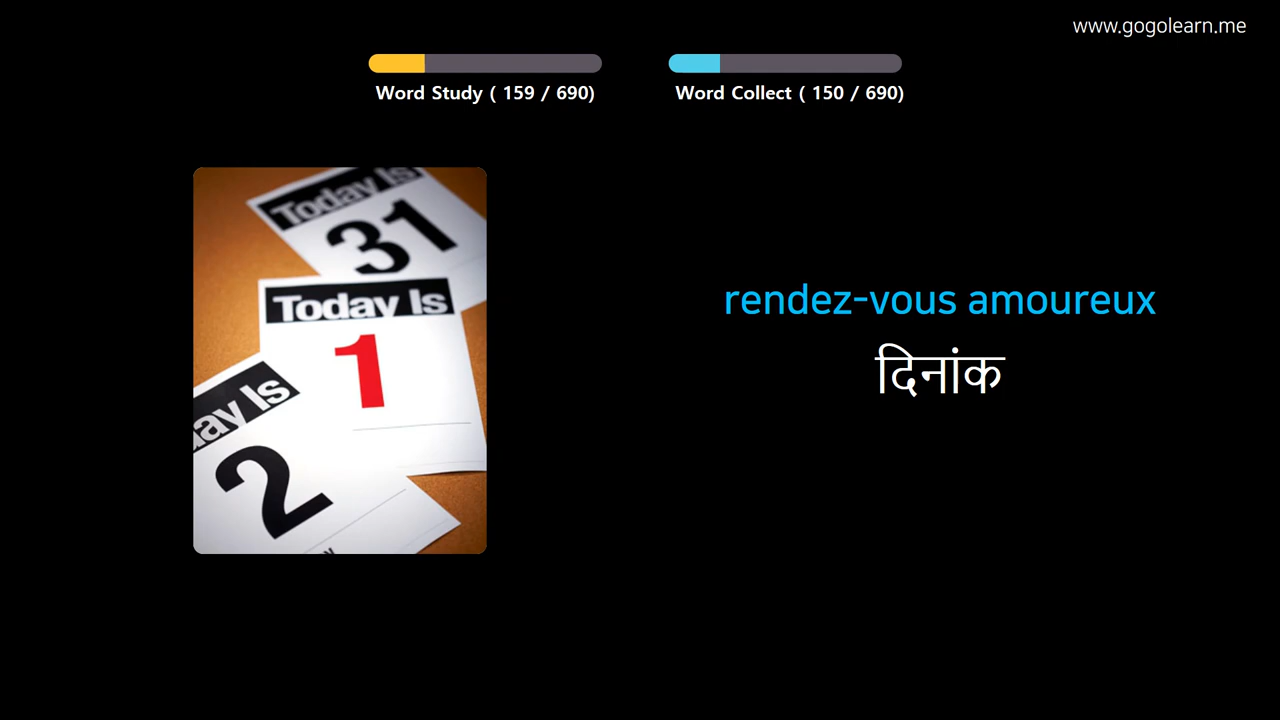 www.gogolearn.me
Word Study ( 159 / 690)
Word Collect ( 150 / 690)
Today Is
31
Today Is
1
day Is
2
rendez-vous amoureux
दिनांक